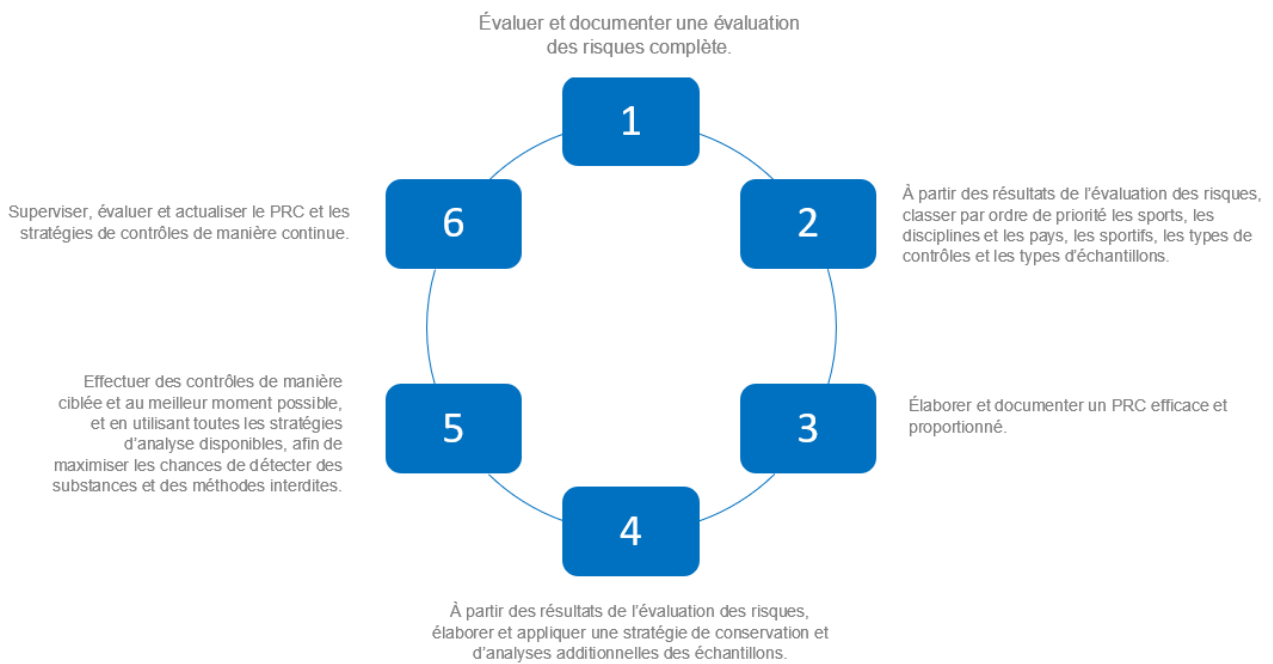 Évaluer et documenter une évaluation
des risques complète.
1
2
À partir des résultats de l’évaluation des risques,
classer par ordre de priorité les sports, les
disciplines et les pays, les sportifs, les types de
contrôles et les types d’échantillons.
3
Élaborer et documenter un PRC efficace et
proportionné.
4
À partir des résultats de l’évaluation des risques,
élaborer et appliquer une stratégie de conservation et
d’analyses additionnelles des échantillons.
5
Effectuer des contrôles de manière
ciblée et au meilleur moment possible,
et en utilisant toutes les stratégies
d’analyse disponibles, afin de
maximiser les chances de détecter des
substances et des méthodes interdites.
6
Superviser, évaluer et actualiser le PRC et les
stratégies de contrôles de manière continue.